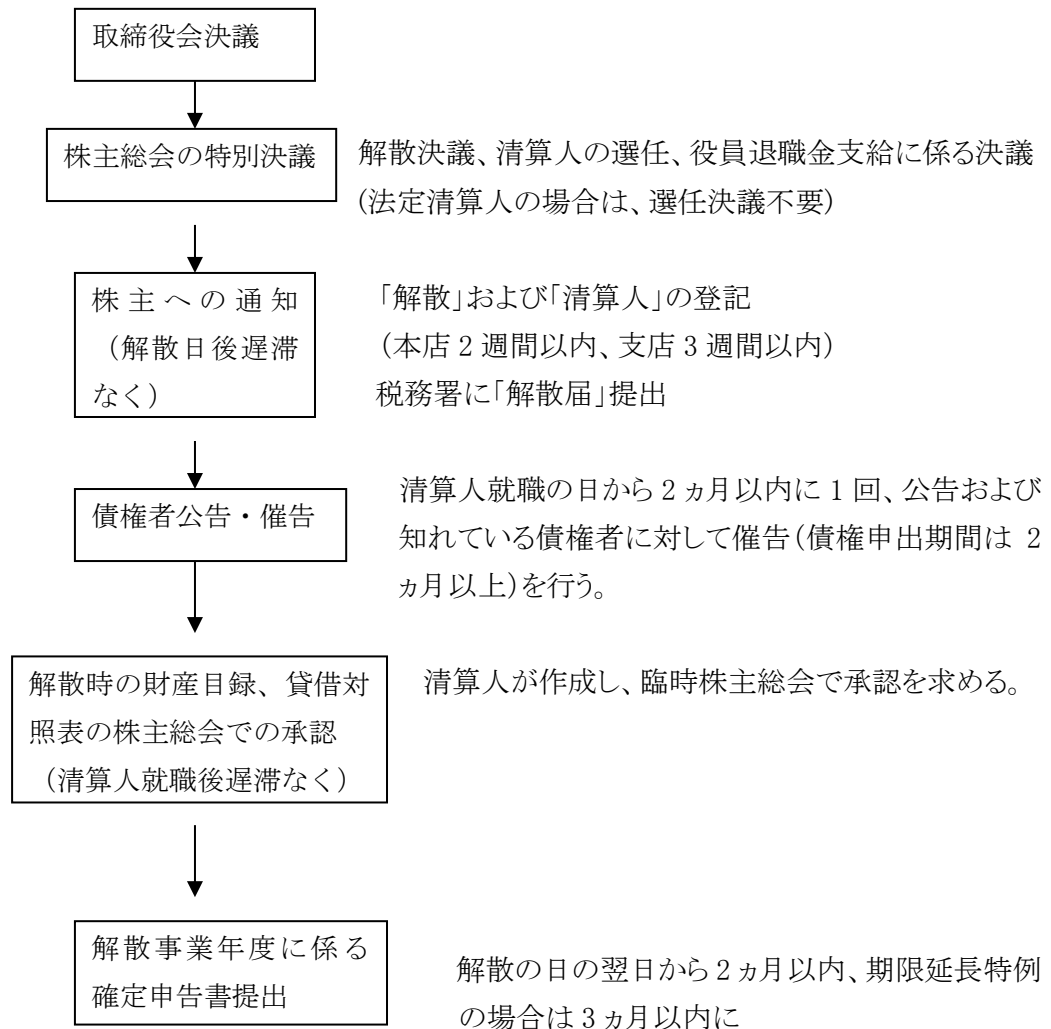 取締役会決議
株主総会の特別決議
解散決議、清算人の選任、役員退職金支給に係る決議
(法定清算人の場合は、選任決議不要)
株主への通知
（解散日後遅滞
なく）
「解散」および「清算人」の登記
（本店２週間以内、支店３週間以内）
税務署に「解散届」提出
債権者公告・催告
清算人就職の日から２ヵ月以内に１回、公告および
知れている債権者に対して催告（債権申出期間は ２
ヵ月以上）を行う。
解散時の財産目録、貸借対
照表の株主総会での承認
（清算人就職後遅滞なく）
清算人が作成し、臨時株主総会で承認を求める。
解散事業年度に係る
確定申告書提出
解散の日の翌日から２ヵ月以内、期限延長特例
の場合は３ヵ月以内に